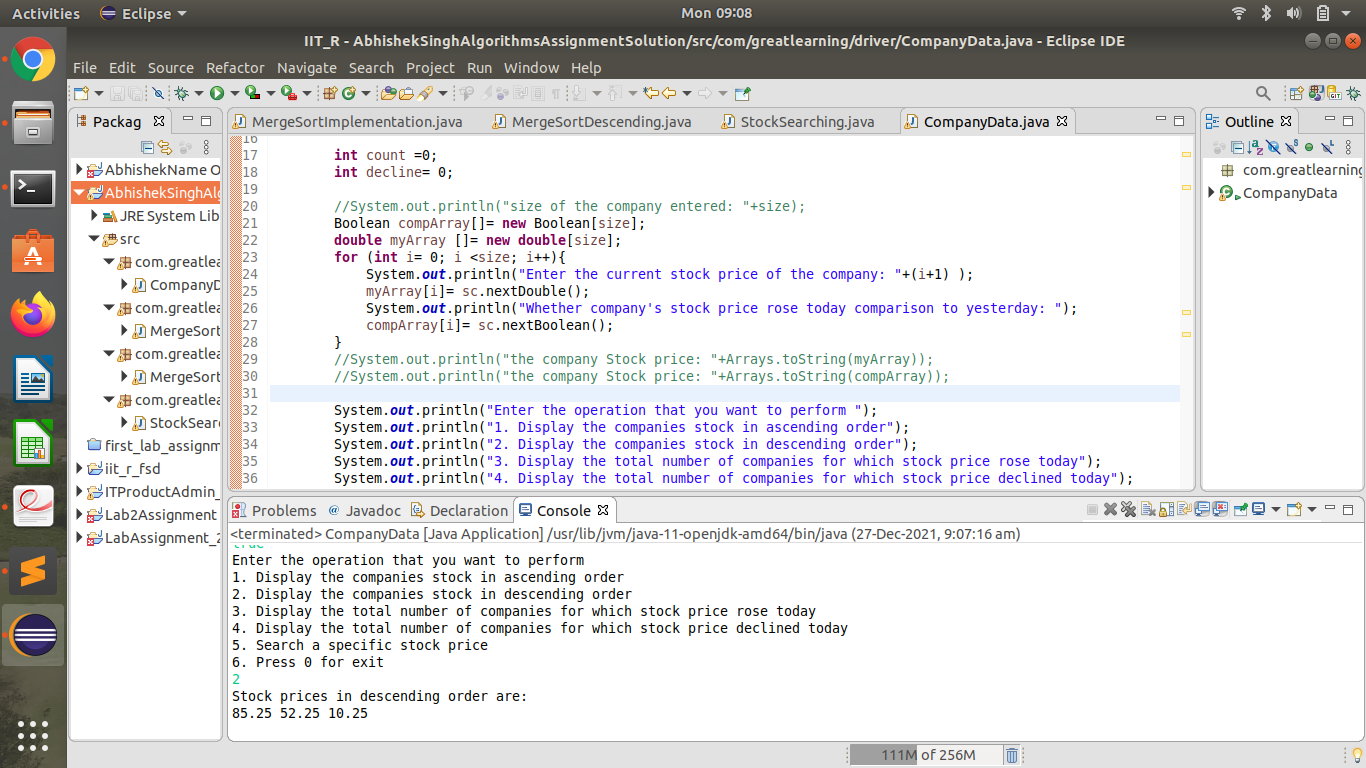 Activities
Eclipse
Mon 09:08
IIT_R - AbhishekSinghAlgorithmsAssignmentSolution/src/com/greatlearning/driver/CompanyData.java - Eclipse IDE
File Edit Source Refactor Navigate Search Project Run Window Help
Packag
AbhishekName O
AbhishekSinghAlg
JRE System Lib
src
com.greatlea
CompanyD
com.greatlea
MergeSort
com.greatlea
MergeSort
com.greatlea
StockSear
first_lab_assignm
iit_r_fsd
ITProductAdmin_
Lab2Assignment
LabAssignment_2
MergeSortImplementation.java MergeSortDescending.java StockSearching.java CompanyData.java
16
17 int count =0;
18 int decline= 0;
19
20 //System.out.println("size of the company entered: "+size);
21 Boolean compArray[]= new Boolean[size];
22 double myArray []= new double[size];
23 for (int i= 0; i <size; i++){
24 System.out.println("Enter the current stock price of the company: "+(i+1) );
25 myArray[i]= sc.nextDouble();
26 System.out.println("Whether company's stock price rose today comparison to yesterday: ");
27 compArray[i]= sc.nextBoolean();
28 }
29 //System.out.println("the company Stock price: "+Arrays.toString(myArray));
30 //System.out.println("the company Stock price: "+Arrays.toString(compArray));
31
32 System.out.println("Enter the operation that you want to perform ");
33 System.out.println("1. Display the companies stock in ascending order");
34 System.out.println("2. Display the companies stock in descending order");
35 System.out.println("3. Display the total number of companies for which stock price rose today");
36 System.out.println("4. Display the total number of companies for which stock price declined today");
Outline
com.greatlearning
CompanyData
Problems @ Javadoc Declaration Console
<terminated> CompanyData [Java Application] /usr/lib/jvm/java-11-openjdk-amd64/bin/java (27-Dec-2021, 9:07:16 am)
true
Enter the operation that you want to perform
1. Display the companies stock in ascending order
2. Display the companies stock in descending order
3. Display the total number of companies for which stock price rose today
4. Display the total number of companies for which stock price declined today
5. Search a specific stock price
6. Press 0 for exit
2
Stock prices in descending order are:
85.25 52.25 10.25
111M of 256M